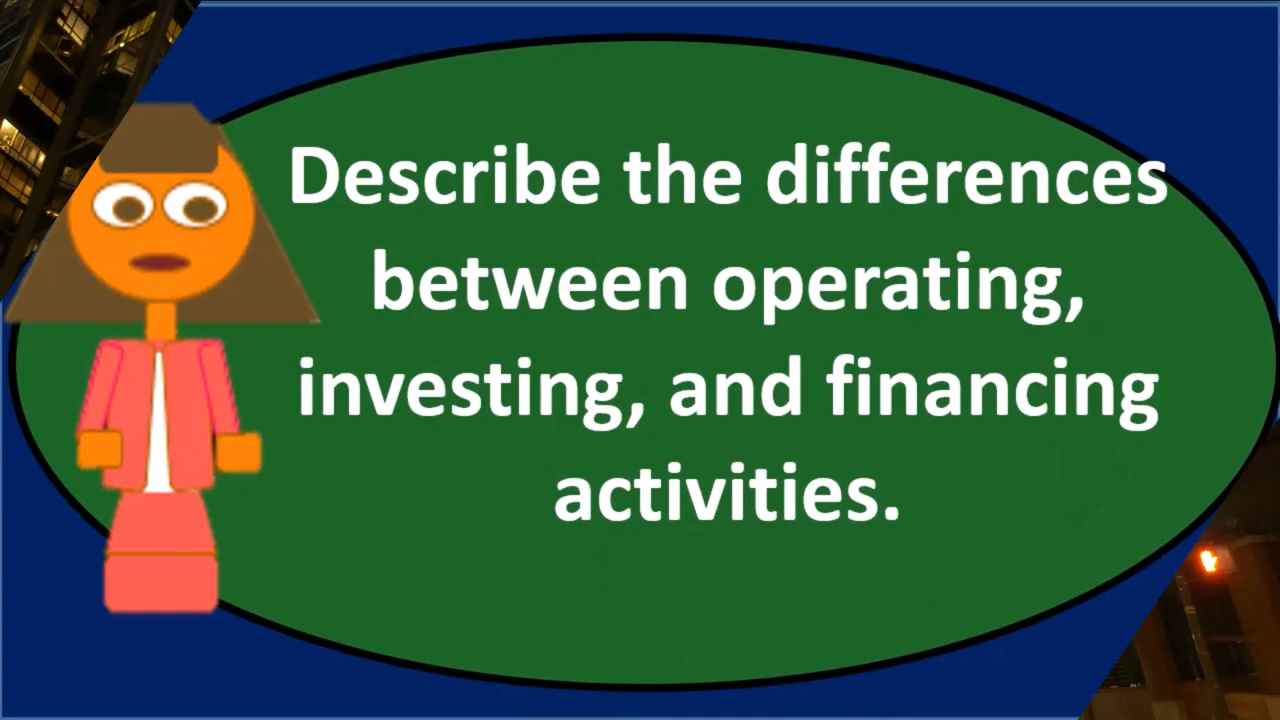 Describe the differences
between operating,
investing, and financing
activities.